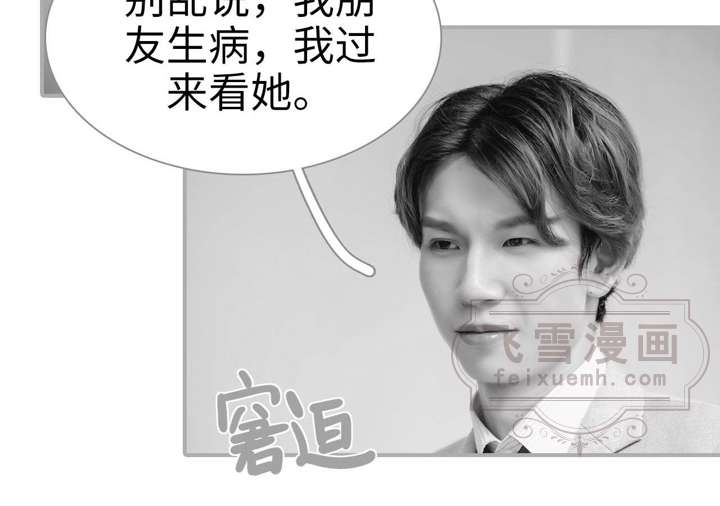 别乱说，我朋
友生病，我过
来看她。
飞雪漫画
feixuemh.com
窘迫